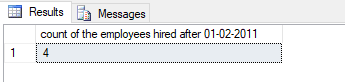 Results Messages
count of the employees hired after 01-02-2011
1 4